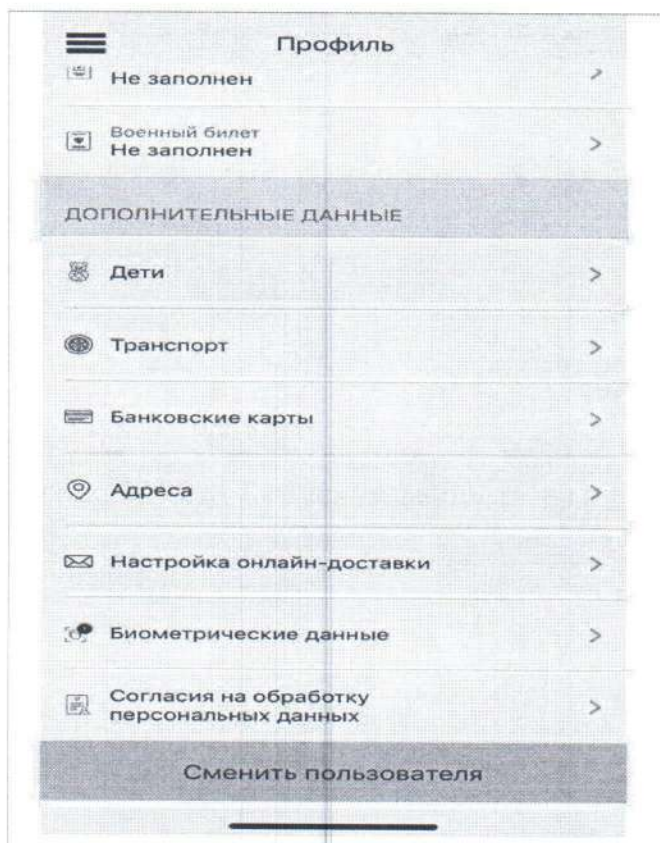 Профиль
Не заполнен
Военный билет
Не заполнен
ДОПОЛНИТЕЛЬНЫЕ ДАННЫЕ
Дети
Транспорт
Банковские карты
Адреса
Настройка онлайн-доставки
Биометрические данные
Согласия на обработку
персональных данных
Сменить пользователя